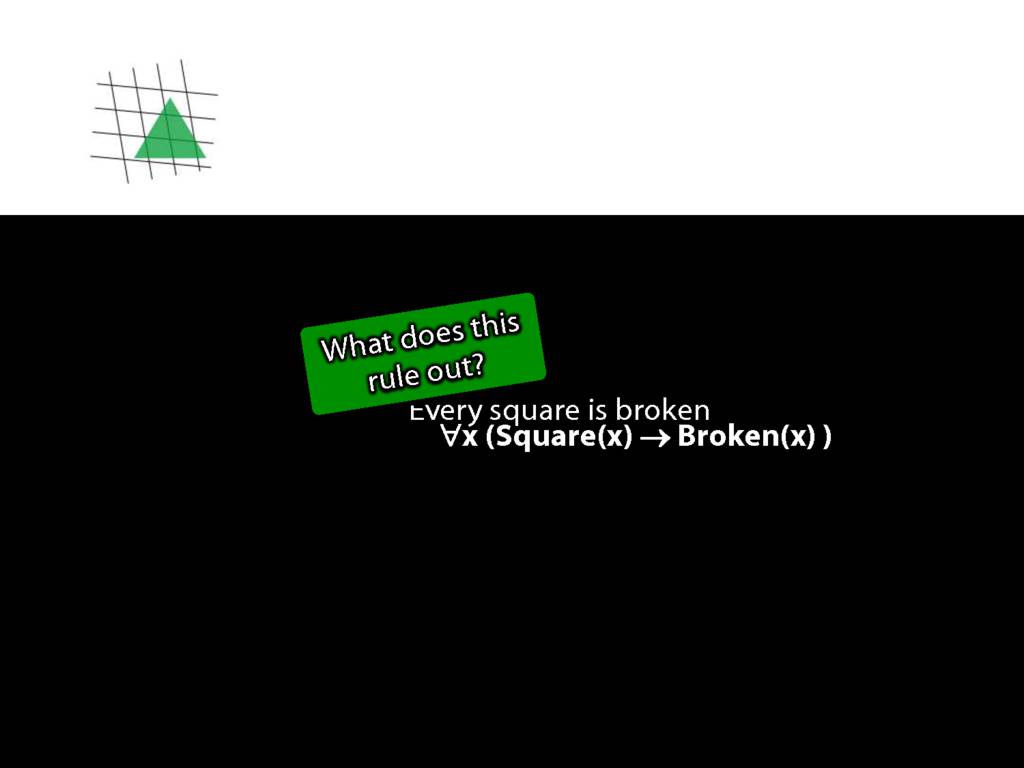 What does this
rule out?
Every square is broken
∀x (Square(x) → Broken(x) )